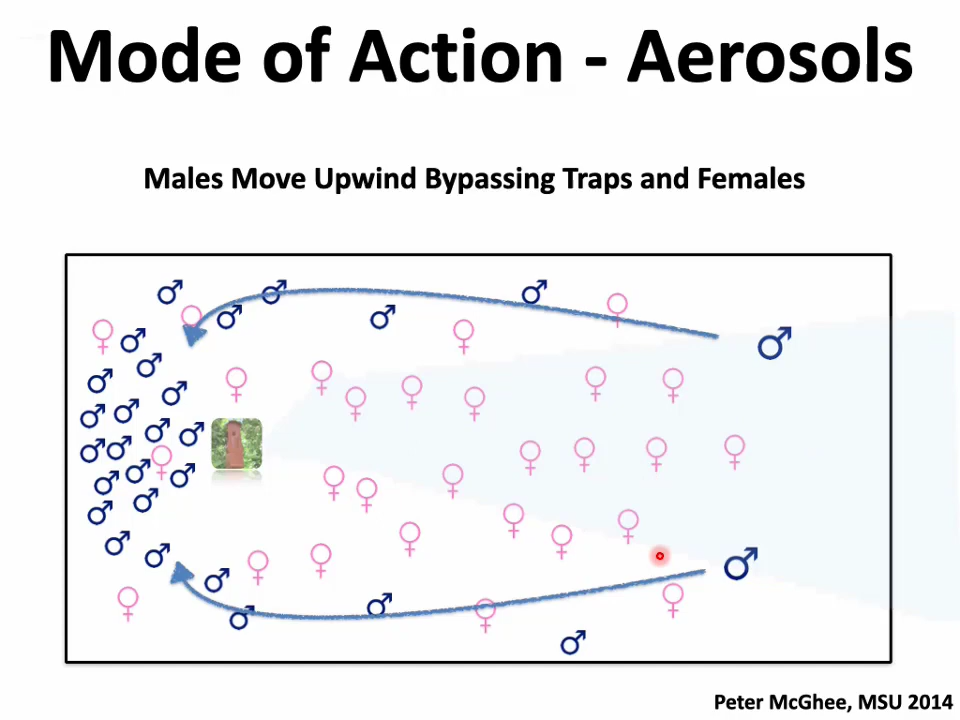 Mode of Action - Aerosols
Males Move Upwind Bypassing Traps and Females
Peter McGhee, MSU 2014